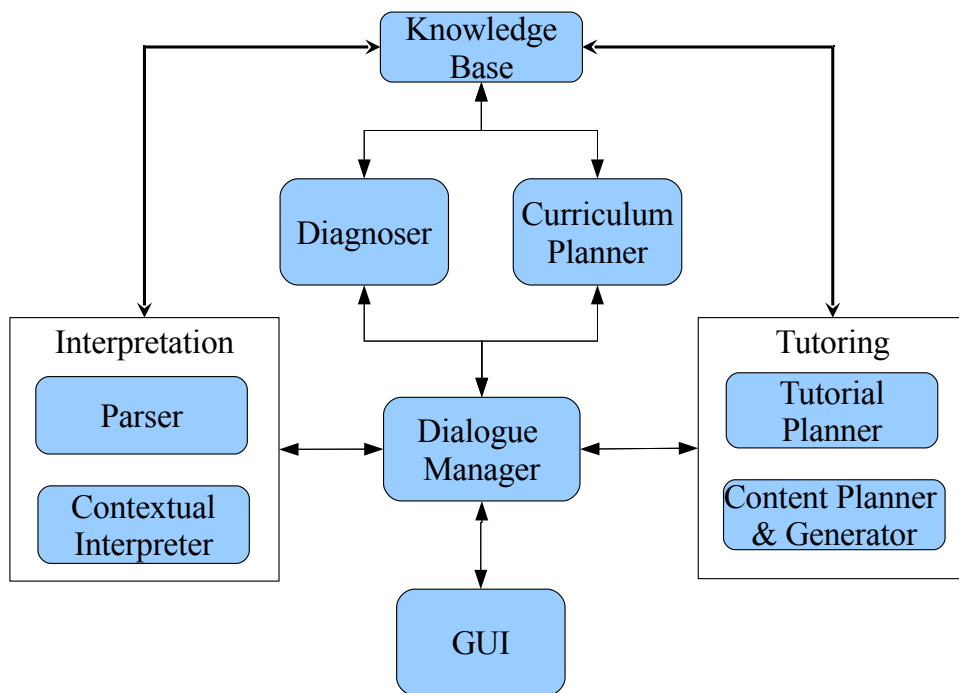 Knowledge
Base
Diagnoser
Curriculum
Planner
Interpretation
Parser
Contextual
Interpreter
Dialogue
Manager
Tutoring
Tutorial
Planner
Content Planner
& Generator
GUI